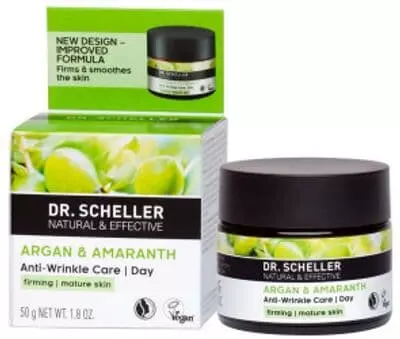 NEW DESIGN –
IMPROVED
FORMULA
Firms & smoothes
the skin
DR. SCHELLER
NATURAL & EFFECTIVE
ARGAN & AMARANTH
Anti-Wrinkle Care | Day
firming | mature skin
50 g NET WT. 1.8 OZ.
Vegan
DR. SCHELLER
NATURAL & EFFECTIVE
ARGAN & AMARANTH
Anti-Wrinkle Care | Day
firming | mature skin
Vegan